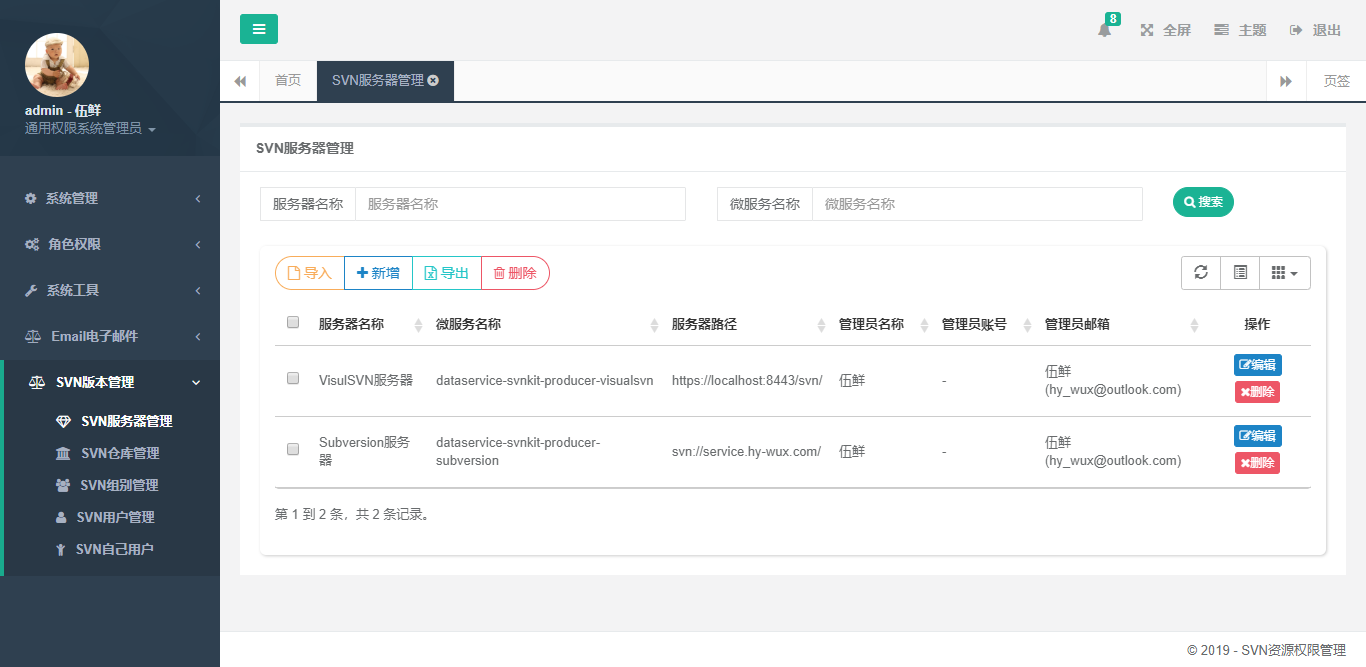 admin - 伍鲜
通用权限系统管理员
系统管理
角色权限
系统工具
Email电子邮件
SVN版本管理
SVN服务器管理
SVN仓库管理
SVN组别管理
SVN用户管理
SVN自己用户
8
全屏
主题
退出
首页
SVN服务器管理
页签
SVN服务器管理
服务器名称 服务器名称
微服务名称 微服务名称
搜索
导入 新增 导出 删除
服务器名称 微服务名称 服务器路径 管理员名称 管理员账号 管理员邮箱 操作
VisulSVN服务器 dataservice-svnkit-producer-visualsvn https://localhost:8443/svn/ 伍鲜 -
伍鲜
(hy_wux@outlook.com)
编辑
删除
Subversion服务
器
dataservice-svnkit-producer-
subversion
svn://service.hy-wux.com/ 伍鲜 -
伍鲜
(hy_wux@outlook.com)
编辑
删除
第 1 到 2 条，共 2 条记录。
© 2019 - SVN资源权限管理